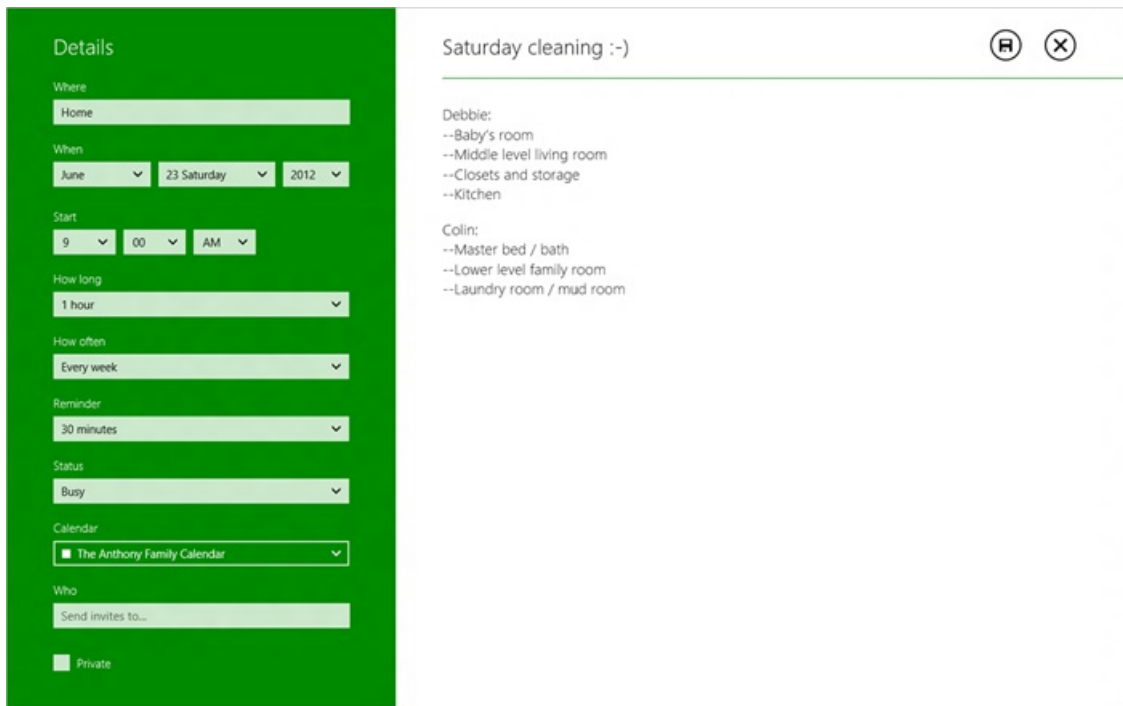 Details
Where
Home
When
June 23 Saturday 2012
Start
9 00 AM
How long
1 hour
How often
Every week
Reminder
30 minutes
Status
Busy
Calendar
The Anthony Family Calendar
Who
Send invites to...
Private
Saturday cleaning :-)
Debbie:
--Baby's room
--Middle level living room
--Closets and storage
--Kitchen
Colin:
--Master bed / bath
--Lower level family room
--Laundry room / mud room